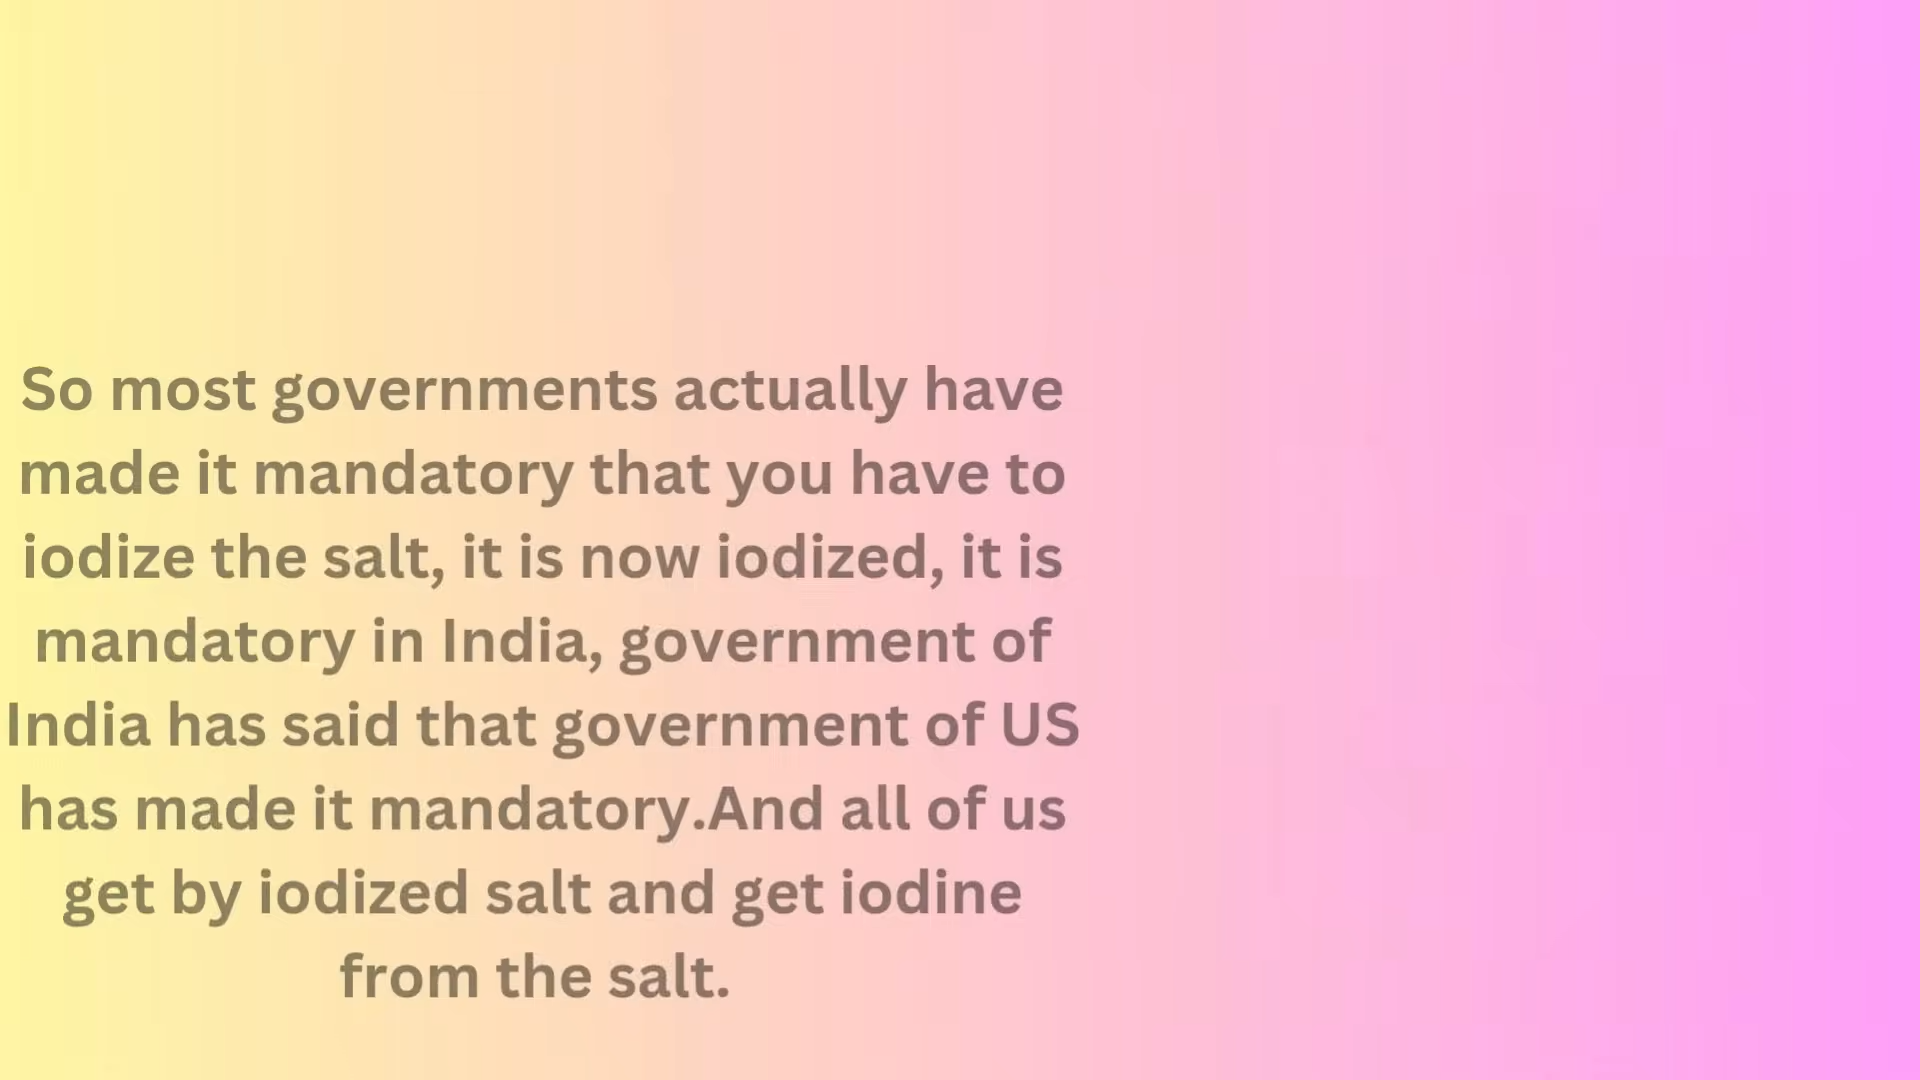 So most governments actually have
made it mandatory that you have to
iodize the salt, it is now iodized, it is
mandatory in India, government of
India has said that government of US
has made it mandatory.And all of us
get by iodized salt and get iodine
from the salt.